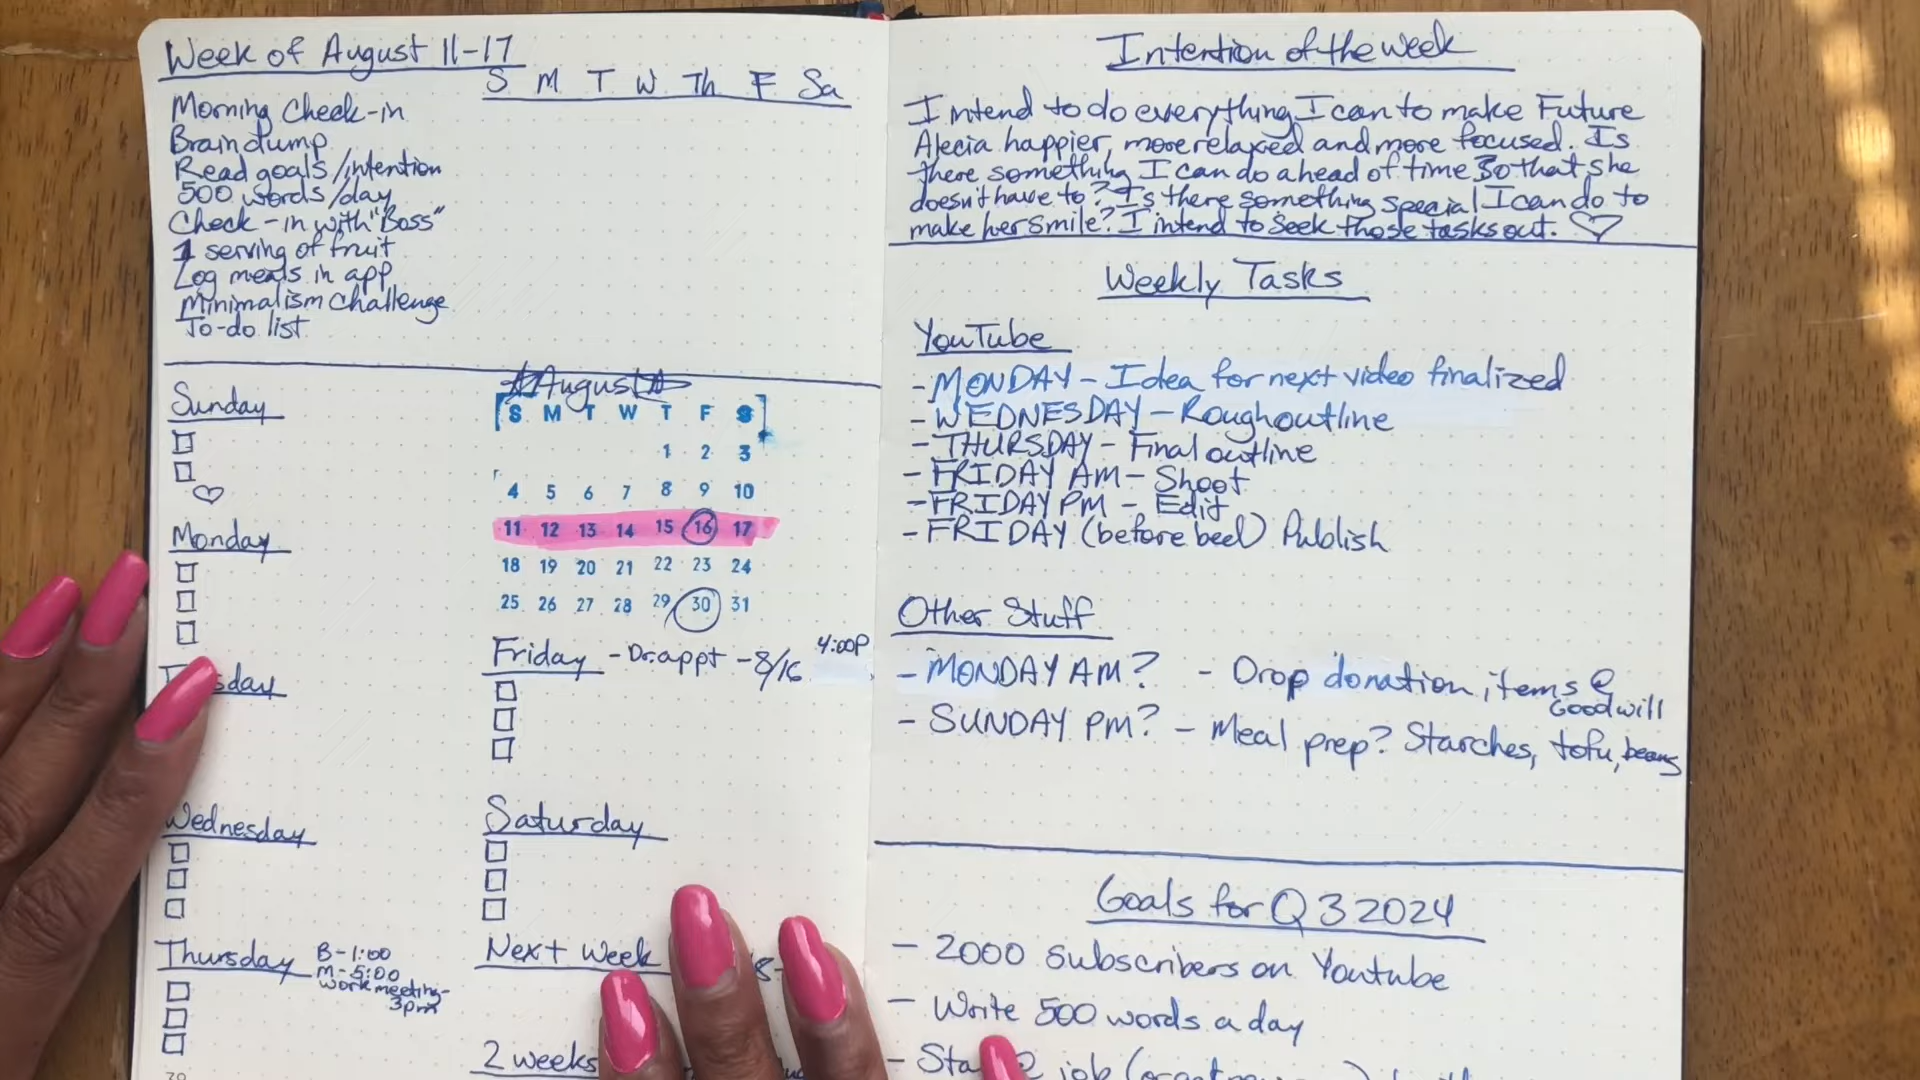 Week of August 11-17
S M T W Th F Sa
Morning Check-in
Brain dump
Read goals/intention
500 words/day
Check-in with "Boss"
1 serving of fruit
Log meals in app
Minimalism Challenge
To-do list
Sunday
Monday
Wednesday
Thursday
B-1:00
M-5:00
work meeting-
3pm
August
S M T W T F S
1 2 3
4 5 6 7 8 9 10
11 12 13 14 15 16 17
18 19 20 21 22 23 24
25 26 27 28 29 30 31
Friday - Dr. appt - 8/16 4:00P
Saturday
Next Week
2 weeks
Intention of the week
I intend to do everything I can to make Future
Alecia happier, more relaxed and more focused. Is
there something I can do ahead of time so that she
doesn't have to? Is there something special I can do to
make her smile? I intend to seek those tasks out. ♡
Weekly Tasks
YouTube
- MONDAY - Idea for next video finalized
- WEDNESDAY - Rough outline
- THURSDAY - Final outline
- FRIDAY AM - Shoot
- FRIDAY PM - Edit
- FRIDAY (before bed) Publish
Other Stuff
- MONDAY AM? - Drop donation items @
Goodwill
- SUNDAY PM? - Meal prep? Starches, tofu, beans
Goals for Q3 2024
- 2000 subscribers on Youtube
- Write 500 words a day
- job